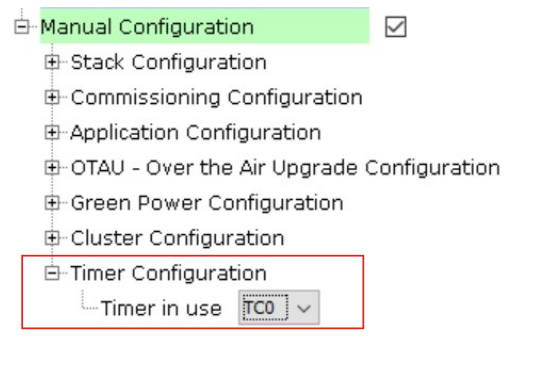 Manual Configuration
Stack Configuration
Commissioning Configuration
Application Configuration
OTAU - Over the Air Upgrade Configuration
Green Power Configuration
Cluster Configuration
Timer Configuration
Timer in use TC0